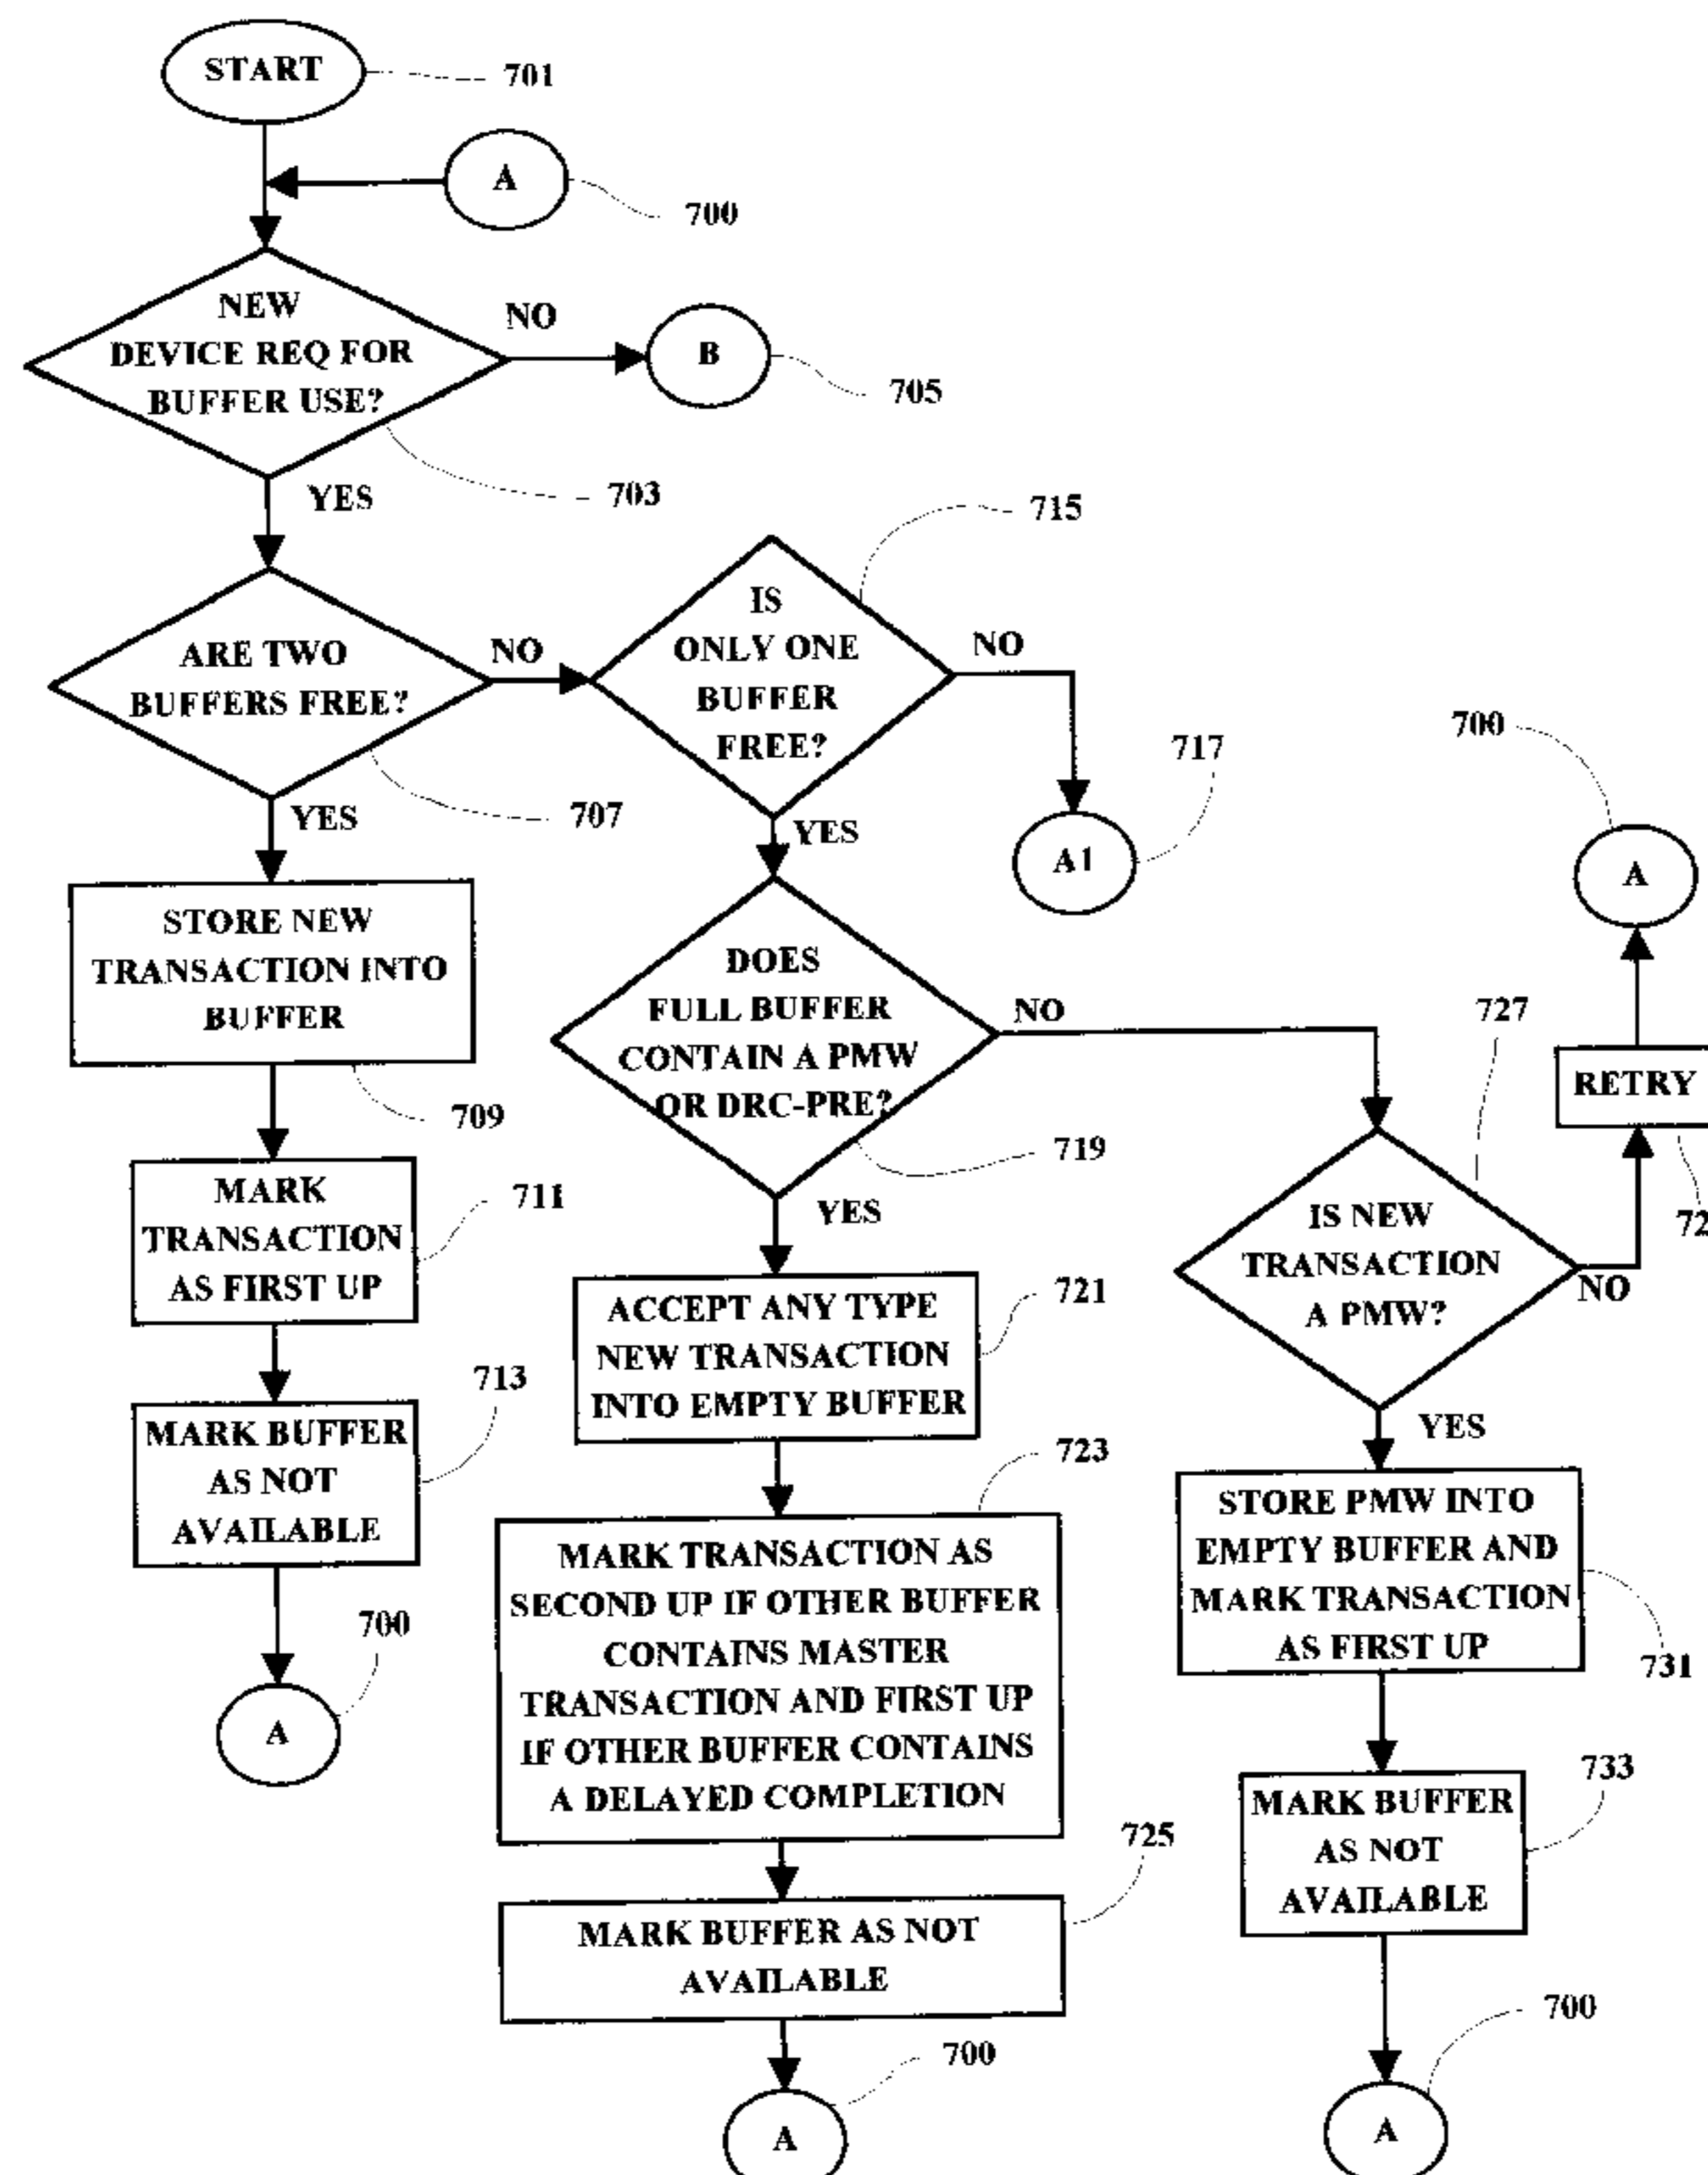 START
701
A
700
NEW
DEVICE REQ FOR
BUFFER USE?
NO
B
705
703
YES
ARE TWO
BUFFERS FREE?
NO
707
YES
715
IS
ONLY ONE
BUFFER
FREE?
NO
717
A1
YES
STORE NEW
TRANSACTION INTO
BUFFER
709
MARK
TRANSACTION
AS FIRST UP
711
MARK BUFFER
AS NOT
AVAILABLE
713
700
A
DOES
FULL BUFFER
CONTAIN A PMW
OR DRC-PRE?
NO
719
YES
ACCEPT ANY TYPE
NEW TRANSACTION
INTO EMPTY BUFFER
721
723
MARK TRANSACTION AS
SECOND UP IF OTHER BUFFER
CONTAINS MASTER
TRANSACTION AND FIRST UP
IF OTHER BUFFER CONTAINS
A DELAYED COMPLETION
725
MARK BUFFER AS NOT
AVAILABLE
700
A
700
A
RETRY
727
IS NEW
TRANSACTION
A PMW?
NO
YES
STORE PMW INTO
EMPTY BUFFER AND
MARK TRANSACTION
AS FIRST UP
731
733
MARK BUFFER
AS NOT
AVAILABLE
700
A